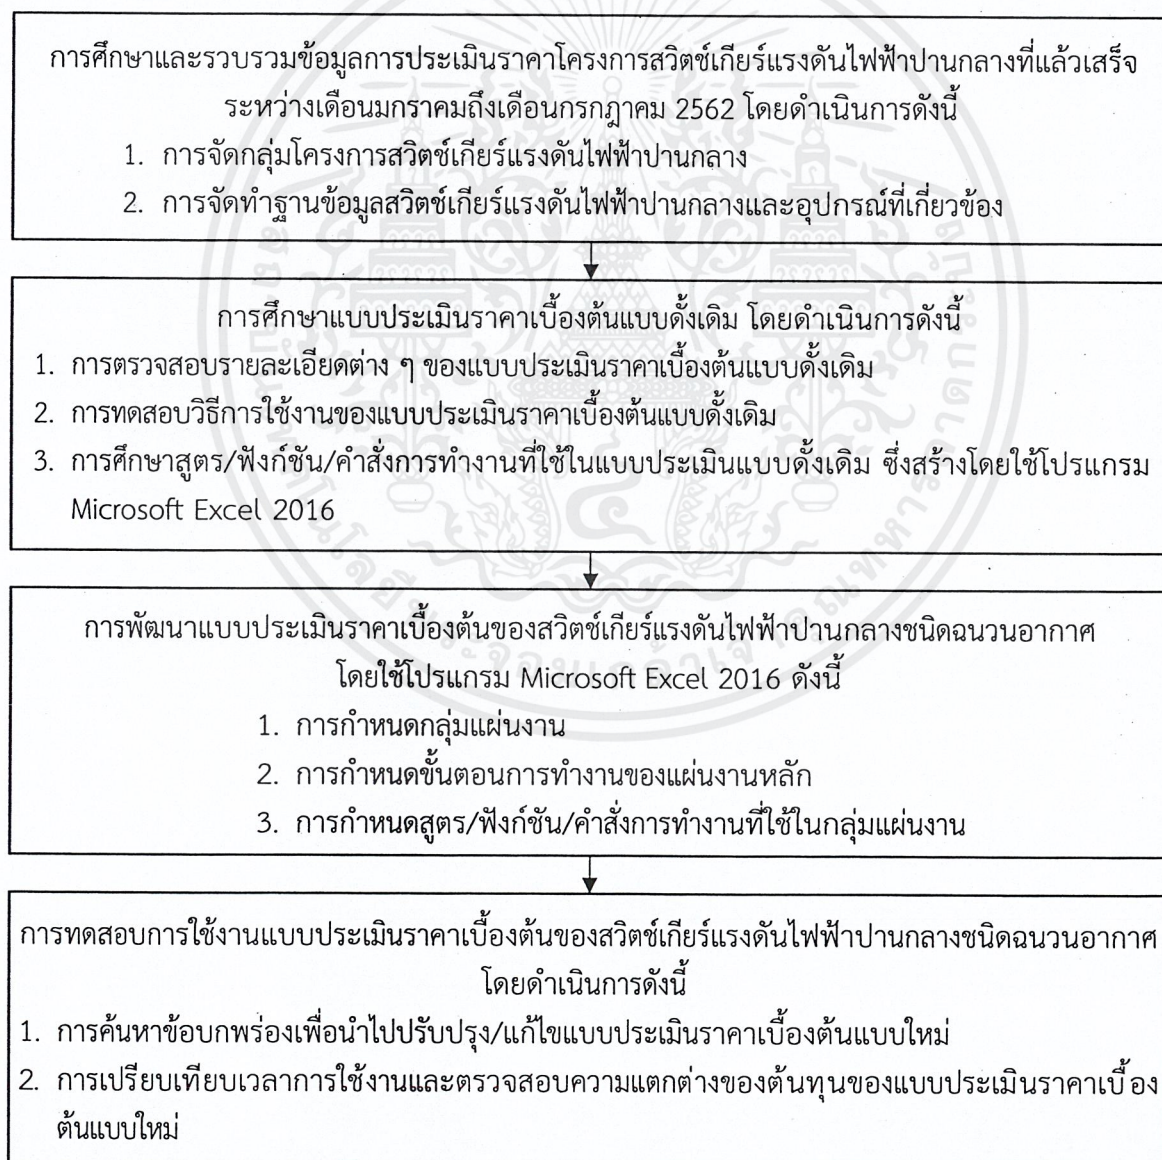 การศึกษาและรวบรวมข้อมูลการประเมินราคาโครงการสวิตช์เกียร์แรงดันไฟฟ้าปานกลางที่แล้วเสร็จ
ระหว่างเดือนมกราคมถึงเดือนกรกฎาคม 2562 โดยดำเนินการดังนี้
1. การจัดกลุ่มโครงการสวิตช์เกียร์แรงดันไฟฟ้าปานกลาง
2. การจัดทำฐานข้อมูลสวิตช์เกียร์แรงดันไฟฟ้าปานกลางและอุปกรณ์ที่เกี่ยวข้อง
การศึกษาแบบประเมินราคาเบื้องต้นแบบดั้งเดิม โดยดำเนินการดังนี้
1. การตรวจสอบรายละเอียดต่าง ๆ ของแบบประเมินราคาเบื้องต้นแบบดั้งเดิม
2. การทดสอบวิธีการใช้งานของแบบประเมินราคาเบื้องต้นแบบดั้งเดิม
3. การศึกษาสูตร/ฟังก์ชัน/คำสั่งการทำงานที่ใช้ในแบบประเมินแบบดั้งเดิม ซึ่งสร้างโดยใช้โปรแกรม
Microsoft Excel 2016
การพัฒนาแบบประเมินราคาเบื้องต้นของสวิตช์เกียร์แรงดันไฟฟ้าปานกลางชนิดฉนวนอากาศ
โดยใช้โปรแกรม Microsoft Excel 2016 ดังนี้
1. การกำหนดกลุ่มแผ่นงาน
2. การกำหนดขั้นตอนการทำงานของแผ่นงานหลัก
3. การกำหนดสูตร/ฟังก์ชัน/คำสั่งการทำงานที่ใช้ในกลุ่มแผ่นงาน
การทดสอบการใช้งานแบบประเมินราคาเบื้องต้นของสวิตช์เกียร์แรงดันไฟฟ้าปานกลางชนิดฉนวนอากาศ
โดยดำเนินการดังนี้
1. การค้นหาข้อบกพร่องเพื่อนำไปปรับปรุง/แก้ไขแบบประเมินราคาเบื้องต้นแบบใหม่
2. การเปรียบเทียบเวลาการใช้งานและตรวจสอบความแตกต่างของต้นทุนของแบบประเมินราคาเบื้อง
ต้นแบบใหม่